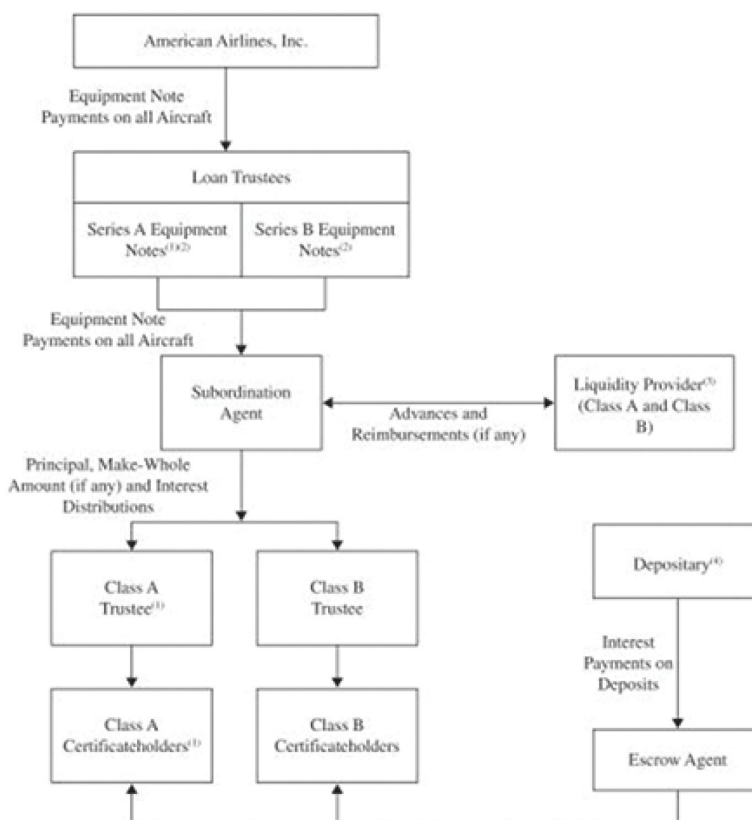 American Airlines, Inc.
Equipment Note
Payments on all Aircraft
Loan Trustees
Series A Equipment
Notes(1)(2)
Series B Equipment
Notes(2)
Equipment Note
Payments on all Aircraft
Subordination
Agent
Liquidity Provider(3)
(Class A and Class
B)
Advances and
Reimbursements (if any)
Principal, Make-Whole
Amount (if any) and Interest
Distributions
Class A
Trustee(1)
Class B
Trustee
Depositary(4)
Interest
Payments on
Deposits
Class A
Certificateholders(1)
Class B
Certificateholders
Escrow Agent